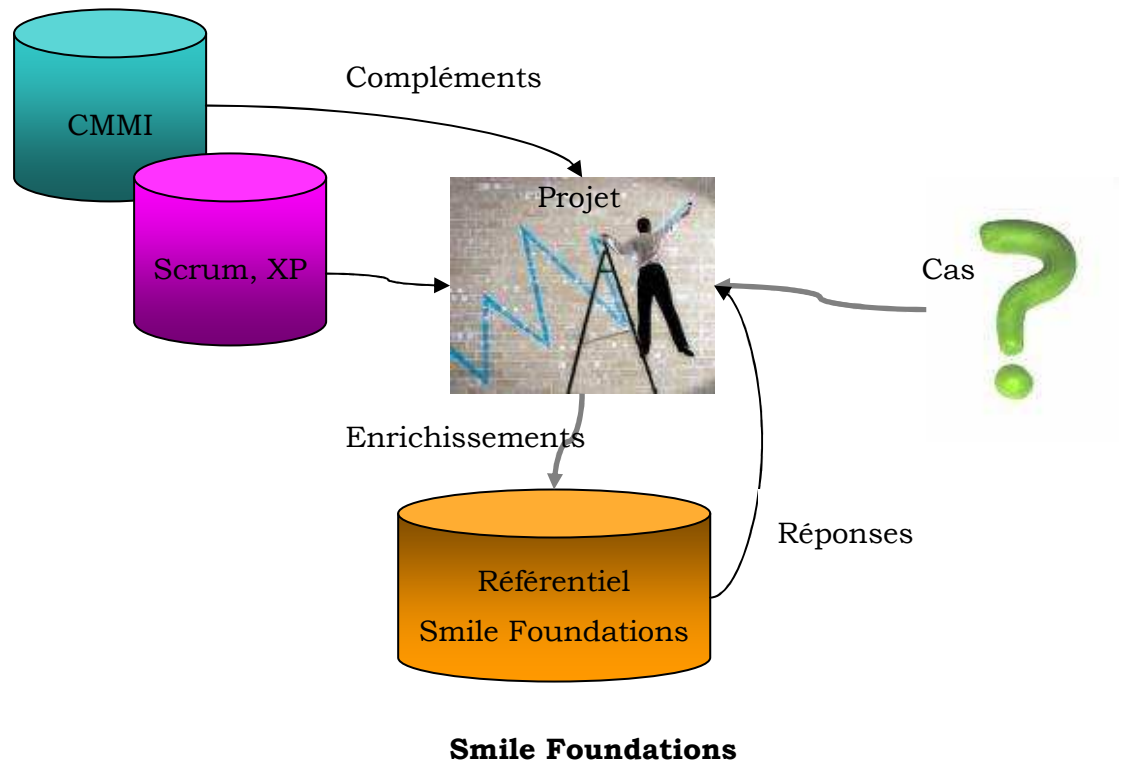 Compléments
CMMI
Projet
Scrum, XP
Cas
Enrichissements
Réponses
Référentiel
Smile Foundations
Smile Foundations